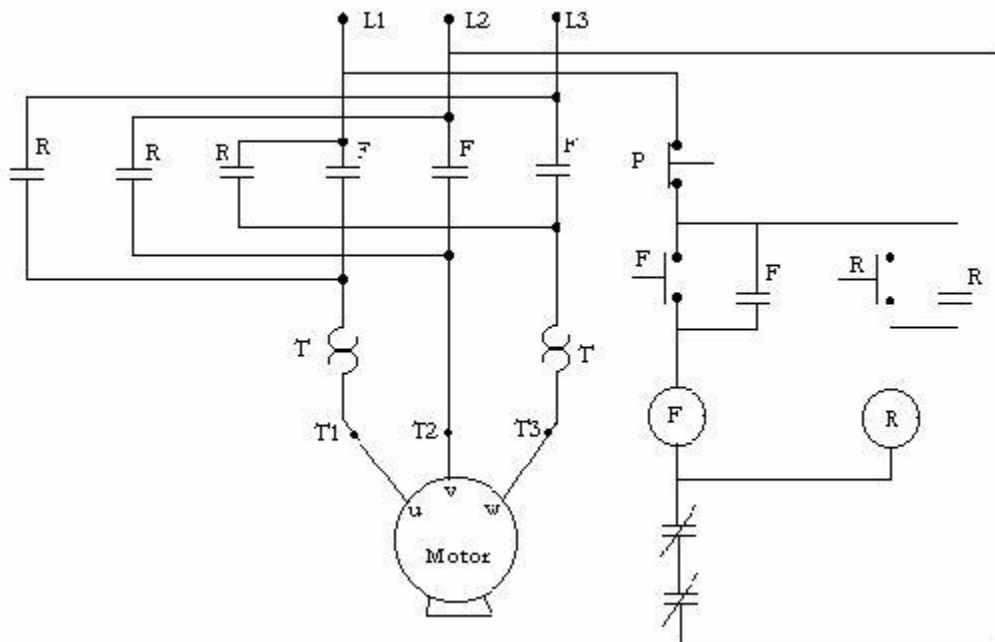 L1 L2 L3
R R R F F F
P
F F R R
T T
F R
T1 T2 T3
u v w
Motor